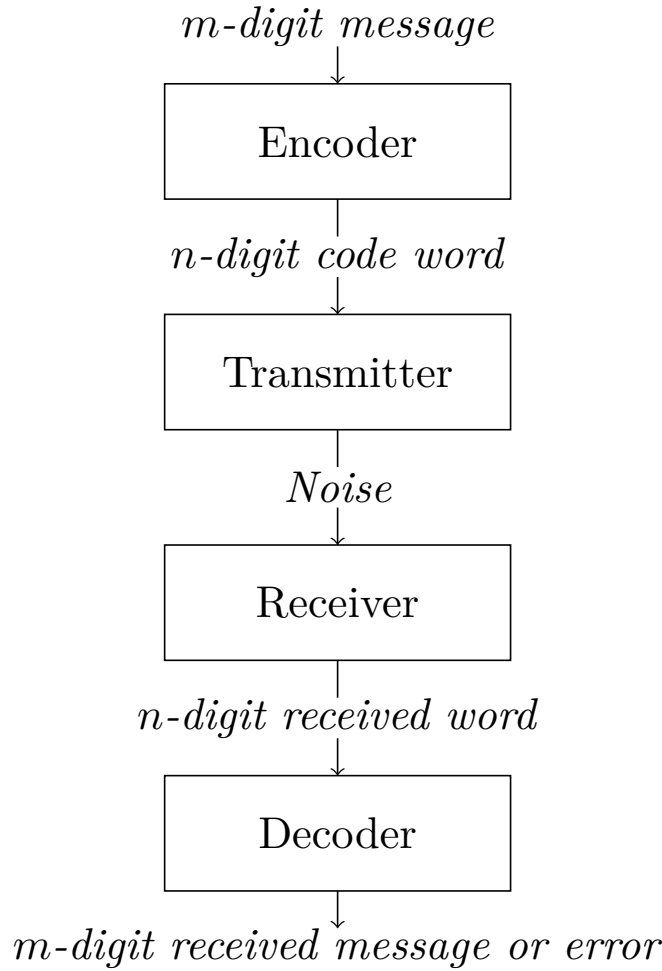 m-digit message
Encoder
n-digit code word
Transmitter
Noise
Receiver
n-digit received word
Decoder
m-digit received message or error